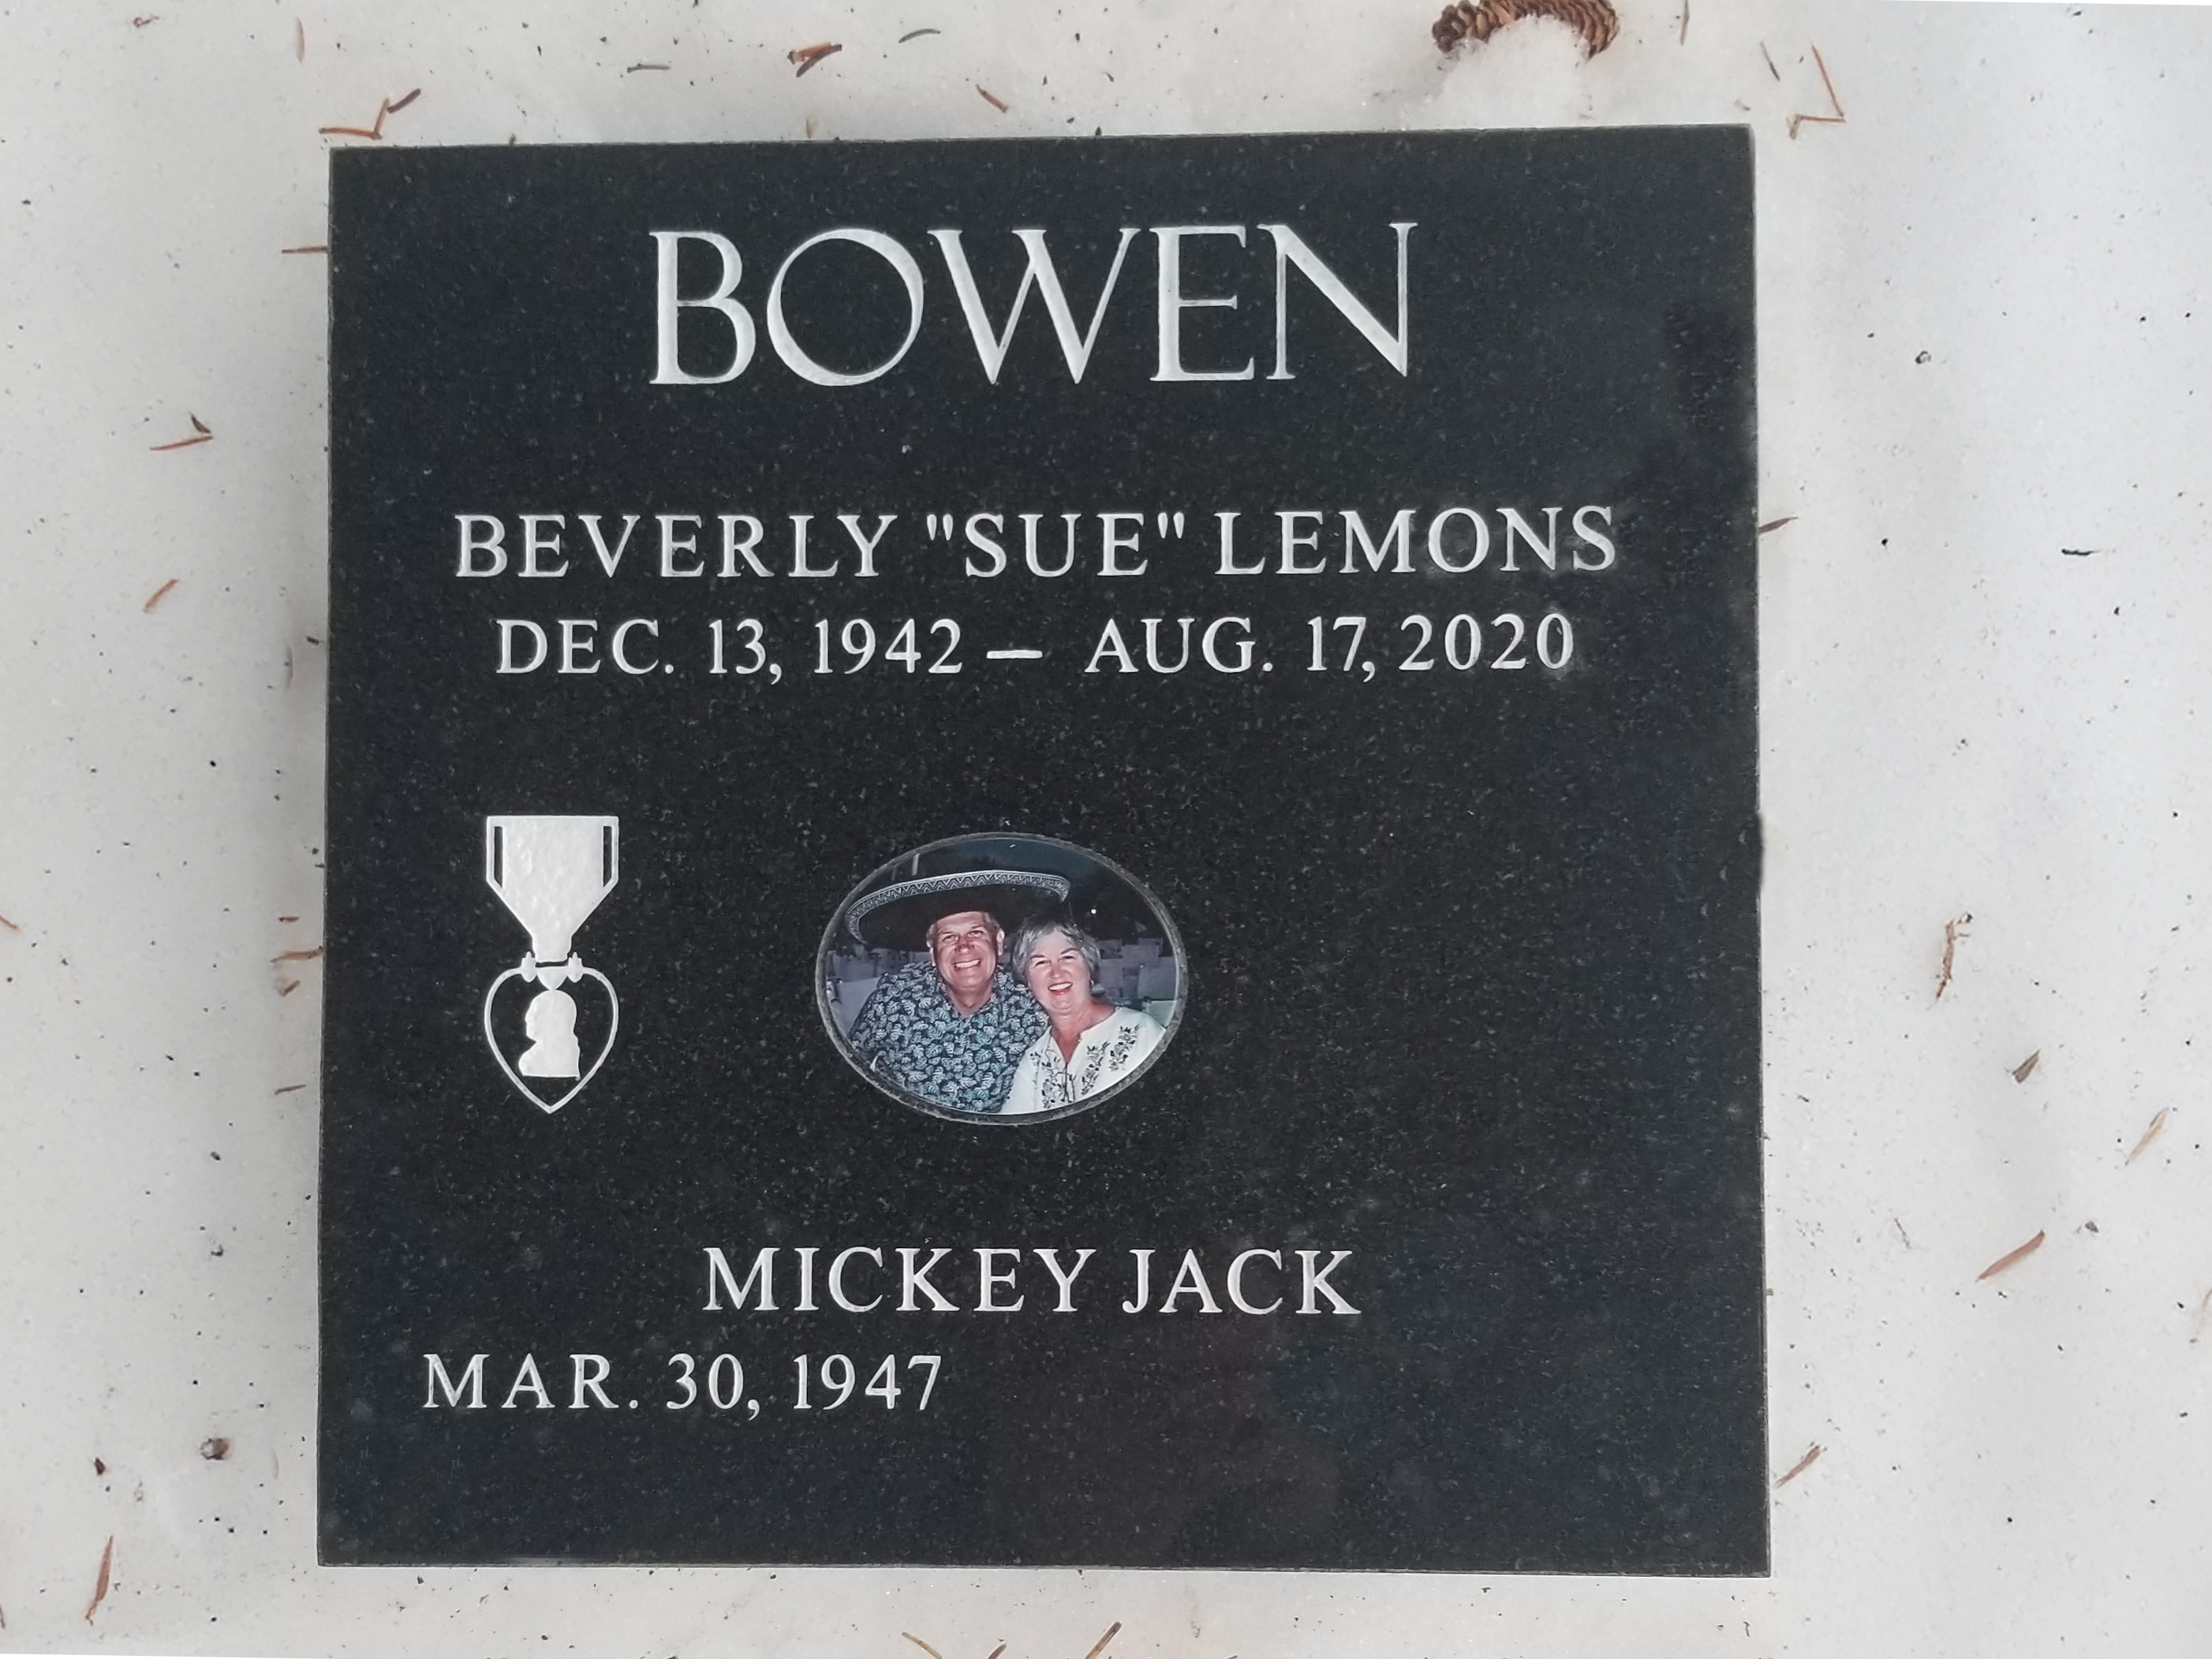 BOWEN
BEVERLY "SUE" LEMONS
DEC. 13, 1942 — AUG. 17, 2020
MICKEY JACK
MAR. 30, 1947